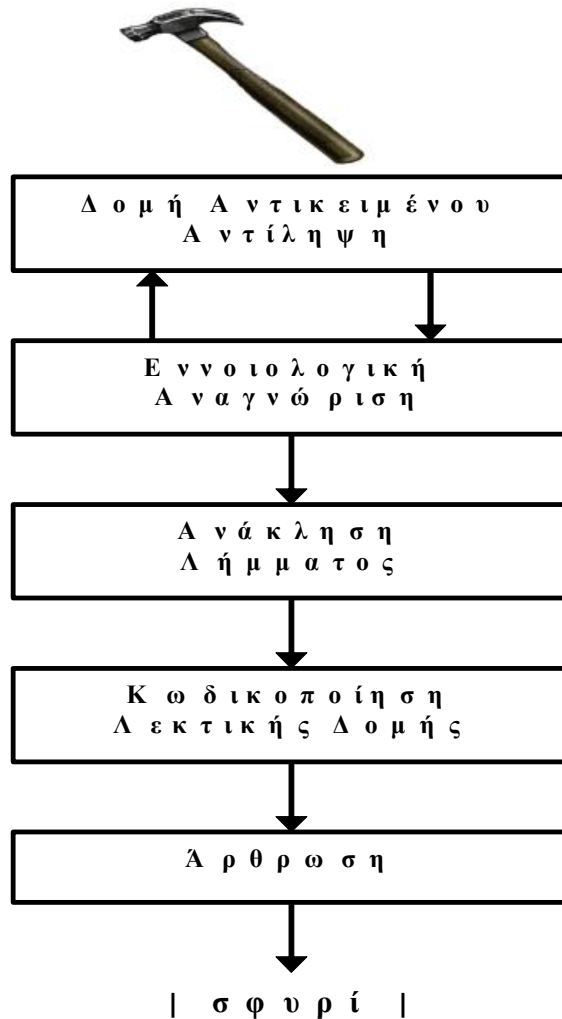 Δομή Αντικειμένου
Αντίληψη
Εννοιολογική
Αναγνώριση
Ανάκληση
Λήμματος
Κωδικοποίηση
Λεκτικής Δομής
Άρθρωση
| σφυρί |